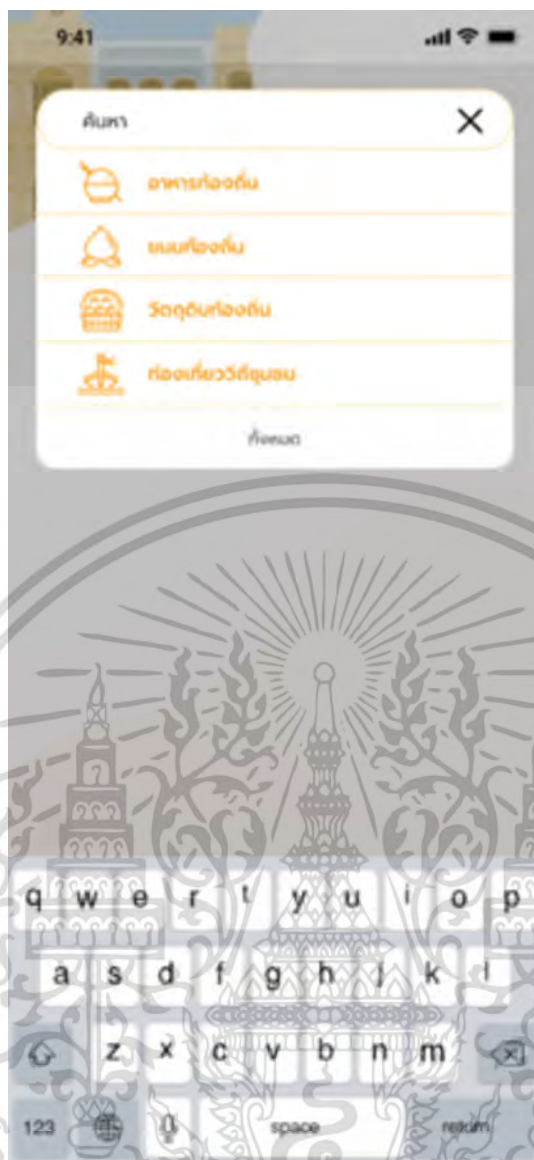 9:41
ค้นหา
อาหารท้องถิ่น
ขนมท้องถิ่น
วัตถุดิบท้องถิ่น
ท่องเที่ยววิถีชุมชน
ทั้งหมด
q w e r t y u i o p
a s d f g h j k l
z x c v b n m
123 space return